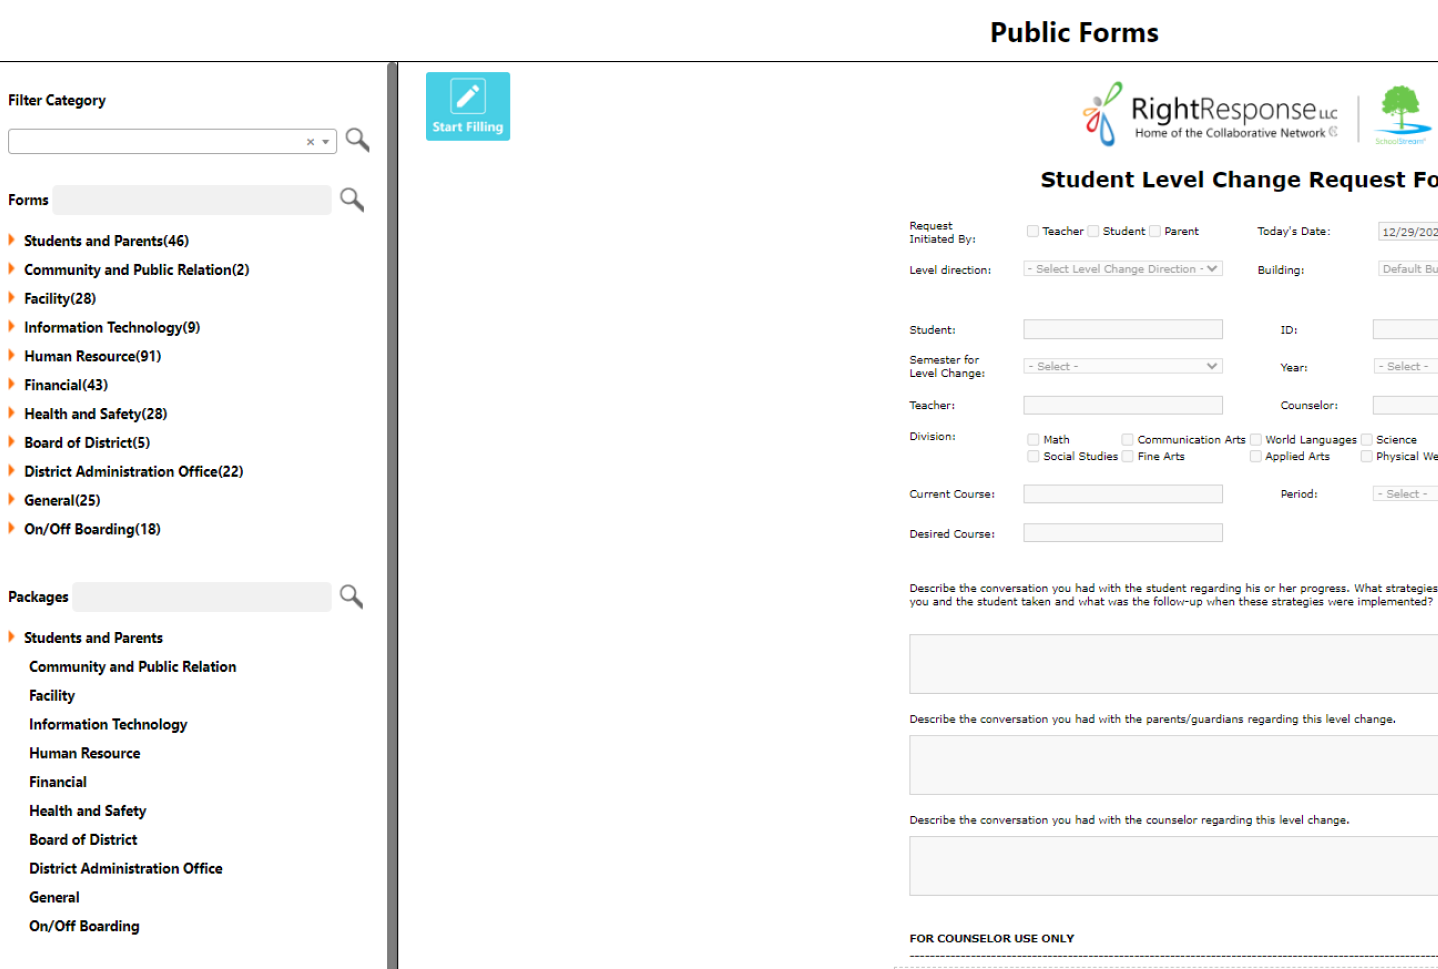 Public Forms
Filter Category
Start Filling
RightResponse LLC
Home of the Collaborative Network
SchoolStream
Forms
Students and Parents(46)
Community and Public Relation(2)
Facility(28)
Information Technology(9)
Human Resource(91)
Financial(43)
Health and Safety(28)
Board of District(5)
District Administration Office(22)
General(25)
On/Off Boarding(18)
Packages
Students and Parents
Community and Public Relation
Facility
Information Technology
Human Resource
Financial
Health and Safety
Board of District
District Administration Office
General
On/Off Boarding
Student Level Change Request Fo
Request
Initiated By:
Teacher Student Parent Today's Date: 12/29/202
Level direction: - Select Level Change Direction - Building: Default Bu
Student: ID:
Semester for
Level Change:
- Select - Year: - Select -
Teacher: Counselor:
Division: Math Communication Arts World Languages Science
Social Studies Fine Arts Applied Arts Physical We
Current Course: Period: - Select -
Desired Course:
Describe the conversation you had with the student regarding his or her progress. What strategies
you and the student taken and what was the follow-up when these strategies were implemented?
Describe the conversation you had with the parents/guardians regarding this level change.
Describe the conversation you had with the counselor regarding this level change.
FOR COUNSELOR USE ONLY